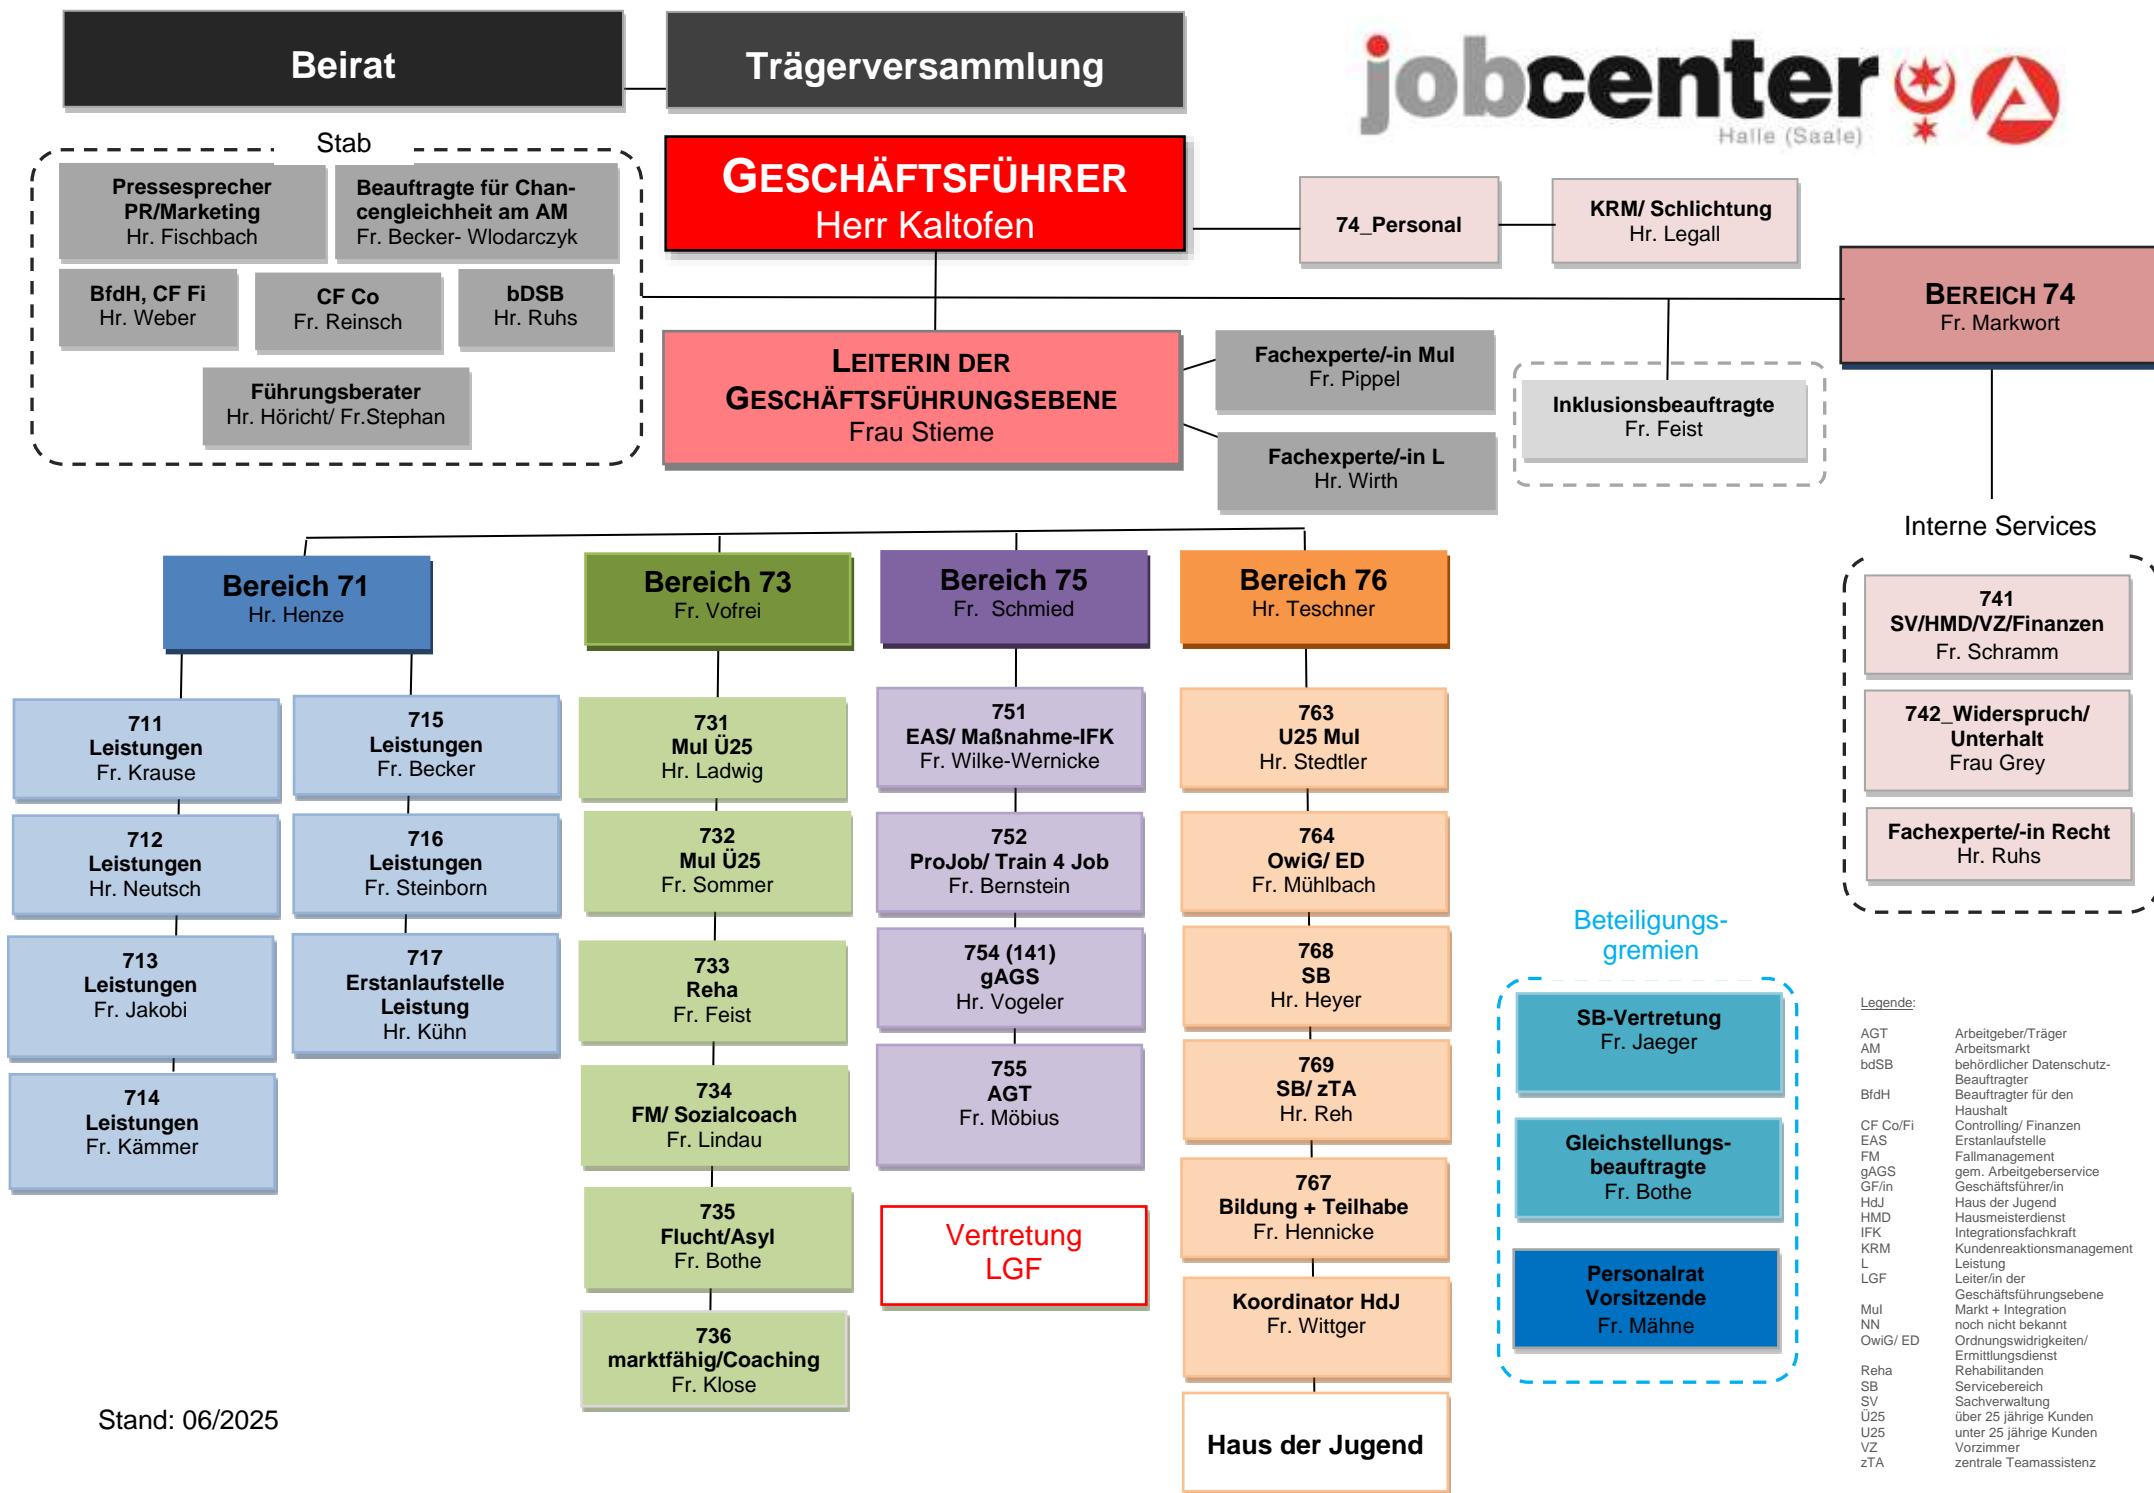 Beirat
Trägerversammlung
jobcenter
Halle (Saale)
Stab
Pressesprecher
PR/Marketing
Hr. Fischbach
Beauftragte für Chan-
cengleichheit am AM
Fr. Becker- Wlodarczyk
BfdH, CF Fi
Hr. Weber
CF Co
Fr. Reinsch
bDSB
Hr. Ruhs
Führungsberater
Hr. Höricht/ Fr.Stephan
GESCHÄFTSFÜHRER
Herr Kaltofen
74_Personal
KRM/ Schlichtung
Hr. Legall
BEREICH 74
Fr. Markwort
LEITERIN DER
GESCHÄFTSFÜHRUNGSEBENE
Frau Stieme
Fachexperte/-in MuI
Fr. Pippel
Fachexperte/-in L
Hr. Wirth
Inklusionsbeauftragte
Fr. Feist
Interne Services
741
SV/HMD/VZ/Finanzen
Fr. Schramm
742_Widerspruch/
Unterhalt
Frau Grey
Fachexperte/-in Recht
Hr. Ruhs
Bereich 71
Hr. Henze
711
Leistungen
Fr. Krause
712
Leistungen
Hr. Neutsch
713
Leistungen
Fr. Jakobi
714
Leistungen
Fr. Kämmer
715
Leistungen
Fr. Becker
716
Leistungen
Fr. Steinborn
717
Erstanlaufstelle
Leistung
Hr. Kühn
Bereich 73
Fr. Vofrei
731
MuI Ü25
Hr. Ladwig
732
MuI Ü25
Fr. Sommer
733
Reha
Fr. Feist
734
FM/ Sozialcoach
Fr. Lindau
735
Flucht/Asyl
Fr. Bothe
736
marktfähig/Coaching
Fr. Klose
Bereich 75
Fr. Schmied
751
EAS/ Maßnahme-IFK
Fr. Wilke-Wernicke
752
ProJob/ Train 4 Job
Fr. Bernstein
754 (141)
gAGS
Hr. Vogeler
755
AGT
Fr. Möbius
Vertretung
LGF
Bereich 76
Hr. Teschner
763
U25 MuI
Hr. Stedtler
764
OwiG/ ED
Fr. Mühlbach
768
SB
Hr. Heyer
769
SB/ zTA
Hr. Reh
767
Bildung + Teilhabe
Fr. Hennicke
Koordinator HdJ
Fr. Wittger
Haus der Jugend
Beteiligungs-
gremien
SB-Vertretung
Fr. Jaeger
Gleichstellungs-
beauftragte
Fr. Bothe
Personalrat
Vorsitzende
Fr. Mähne
Legende:
AGT Arbeitgeber/Träger
AM Arbeitsmarkt
bdSB behördlicher Datenschutz-
Beauftragter
BfdH Beauftragter für den
Haushalt
CF Co/Fi Controlling/ Finanzen
EAS Erstanlaufstelle
FM Fallmanagement
gAGS gem. Arbeitgeberservice
GF/in Geschäftsführer/in
HdJ Haus der Jugend
HMD Hausmeisterdienst
IFK Integrationsfachkraft
KRM Kundenreaktionsmanagement
L Leistung
LGF Leiter/in der
Geschäftsführungsebene
MuI Markt + Integration
NN noch nicht bekannt
OwiG/ ED Ordnungswidrigkeiten/
Ermittlungsdienst
Reha Rehabilitanden
SB Servicebereich
SV Sachverwaltung
Ü25 über 25 jährige Kunden
U25 unter 25 jährige Kunden
VZ Vorzimmer
zTA zentrale Teamassistenz
Stand: 06/2025